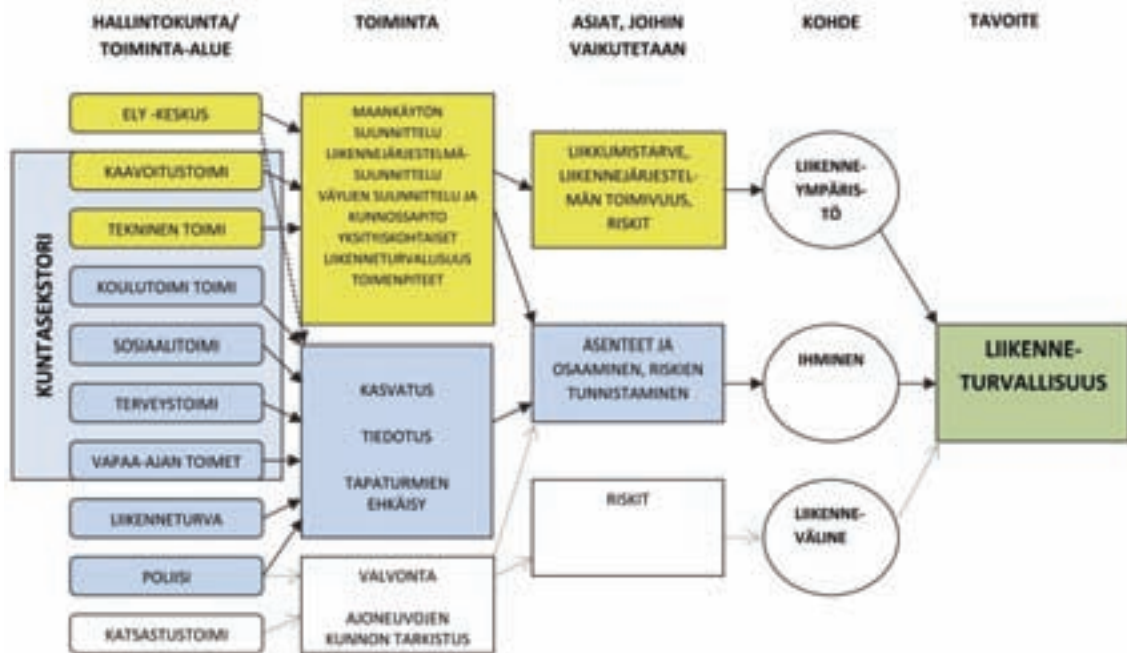 HALLINTOKUNTA/
TOIMINTA-ALUE
TOIMINTA
ASIAT, JOIHIN
VAIKUTETAAN
KOHDE
TAVOITE
KUNTASEKSTORI
ELY -KESKUS
KAAVOITUSTOIMI
TEKNINEN TOIMI
KOULUTOIMI TOIMI
SOSIAALITOIMI
TERVEYSTOIMI
VAPAA-AJAN TOIMET
LIIKENNETURVA
POLIISI
KATSASTUSTOIMI
MAANKÄYTÖN
SUUNNITTELU
LIIKENNEJÄRJESTELMÄ-
SUUNNITTELU
VÄYLIEN SUUNNITTELU JA
KUNNOSSAPITO
YKSITYISKOHTAISET
LIIKENNETURVALLISUUS
TOIMENPITEET
KASVATUS
TIEDOTUS
TAPATURMIEN
EHKÄISY
VALVONTA
AJONEUVOJEN
KUNNON TARKISTUS
LIIKKUMISTARVE,
LIIKENNEJÄRJESTEL-
MÄN TOIMIVUUS,
RISKIT
ASENTEET JA
OSAAMINEN, RISKIEN
TUNNISTAMINEN
RISKIT
LIIKENNE-
YMPÄRIS-
TÖ
IHMINEN
LIIKENNE-
VÄLINE
LIIKENNE-
TURVALLISUUS